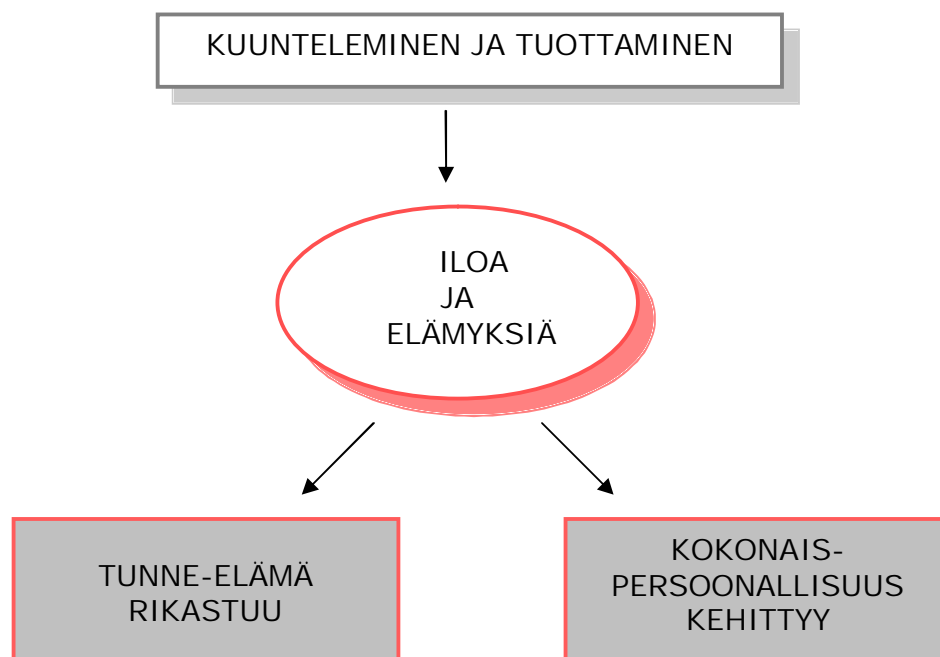 KUUNTELEMINEN JA TUOTTAMINEN
ILOA
JA
ELÄMYKSIÄ
TUNNE-ELÄMÄ
RIKASTUU
KOKONAIS-
PERSOONALLISUUS
KEHITTYY